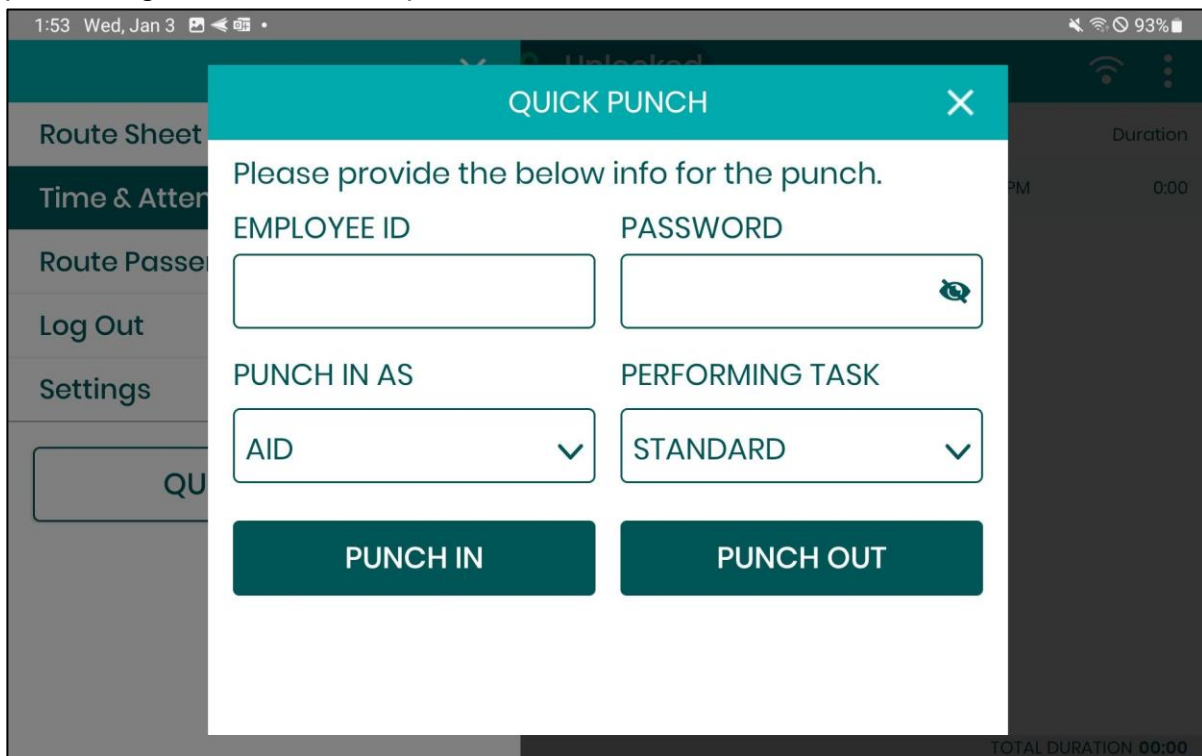 1:53 Wed, Jan 3 93%
Unlocked
QUICK PUNCH
Route Sheet
Duration
Please provide the below info for the punch.
Time & Atten
PM 0:00
EMPLOYEE ID PASSWORD
Route Passe
Log Out
PUNCH IN AS PERFORMING TASK
Settings
AID STANDARD
QU
PUNCH IN PUNCH OUT
TOTAL DURATION 00:00